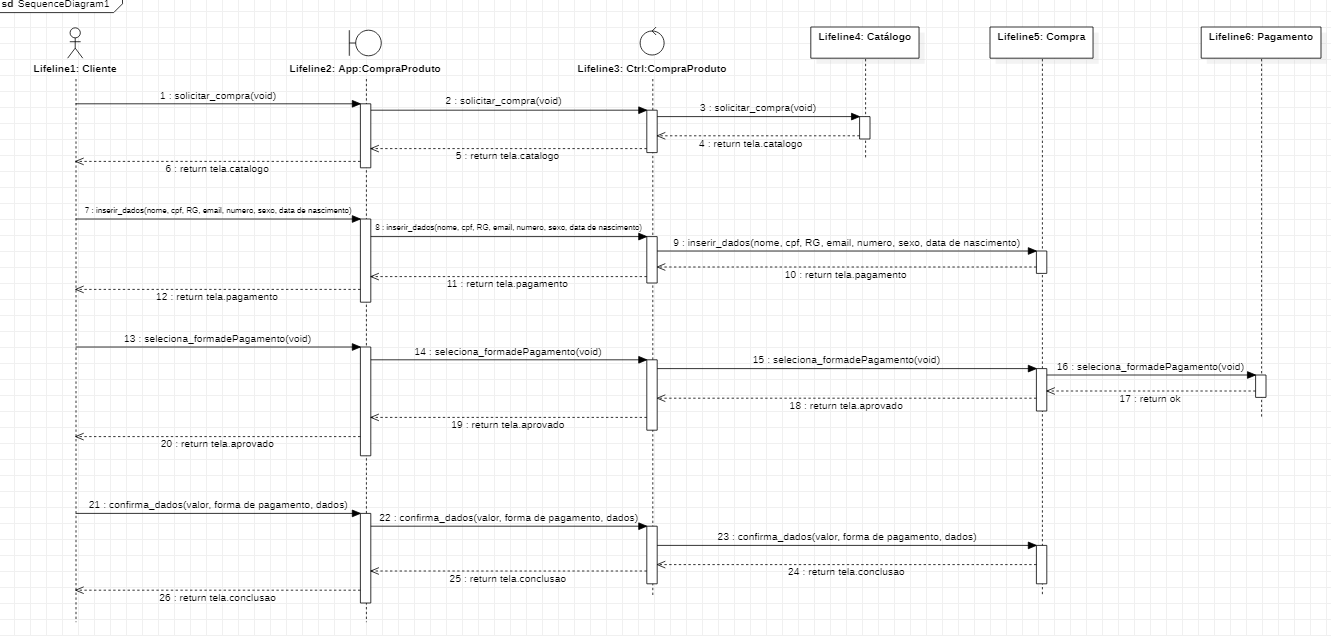 sd SequenceDiagram1
Lifeline1: Cliente
Lifeline2: App:CompraProduto
Lifeline3: Ctrl:CompraProduto
Lifeline4: Catálogo
Lifeline5: Compra
Lifeline6: Pagamento
1 : solicitar_compra(void)
2 : solicitar_compra(void)
3 : solicitar_compra(void)
4 : return tela.catalogo
5 : return tela.catalogo
6 : return tela.catalogo
7 : inserir_dados(nome, cpf, RG, email, numero, sexo, data de nascimento)
8 : inserir_dados(nome, cpf, RG, email, numero, sexo, data de nascimento)
9 : inserir_dados(nome, cpf, RG, email, numero, sexo, data de nascimento)
10 : return tela.pagamento
11 : return tela.pagamento
12 : return tela.pagamento
13 : seleciona_formadePagamento(void)
14 : seleciona_formadePagamento(void)
15 : seleciona_formadePagamento(void)
16 : seleciona_formadePagamento(void)
17 : return ok
18 : return tela.aprovado
19 : return tela.aprovado
20 : return tela.aprovado
21 : confirma_dados(valor, forma de pagamento, dados)
22 : confirma_dados(valor, forma de pagamento, dados)
23 : confirma_dados(valor, forma de pagamento, dados)
24 : return tela.conclusao
25 : return tela.conclusao
26 : return tela.conclusao